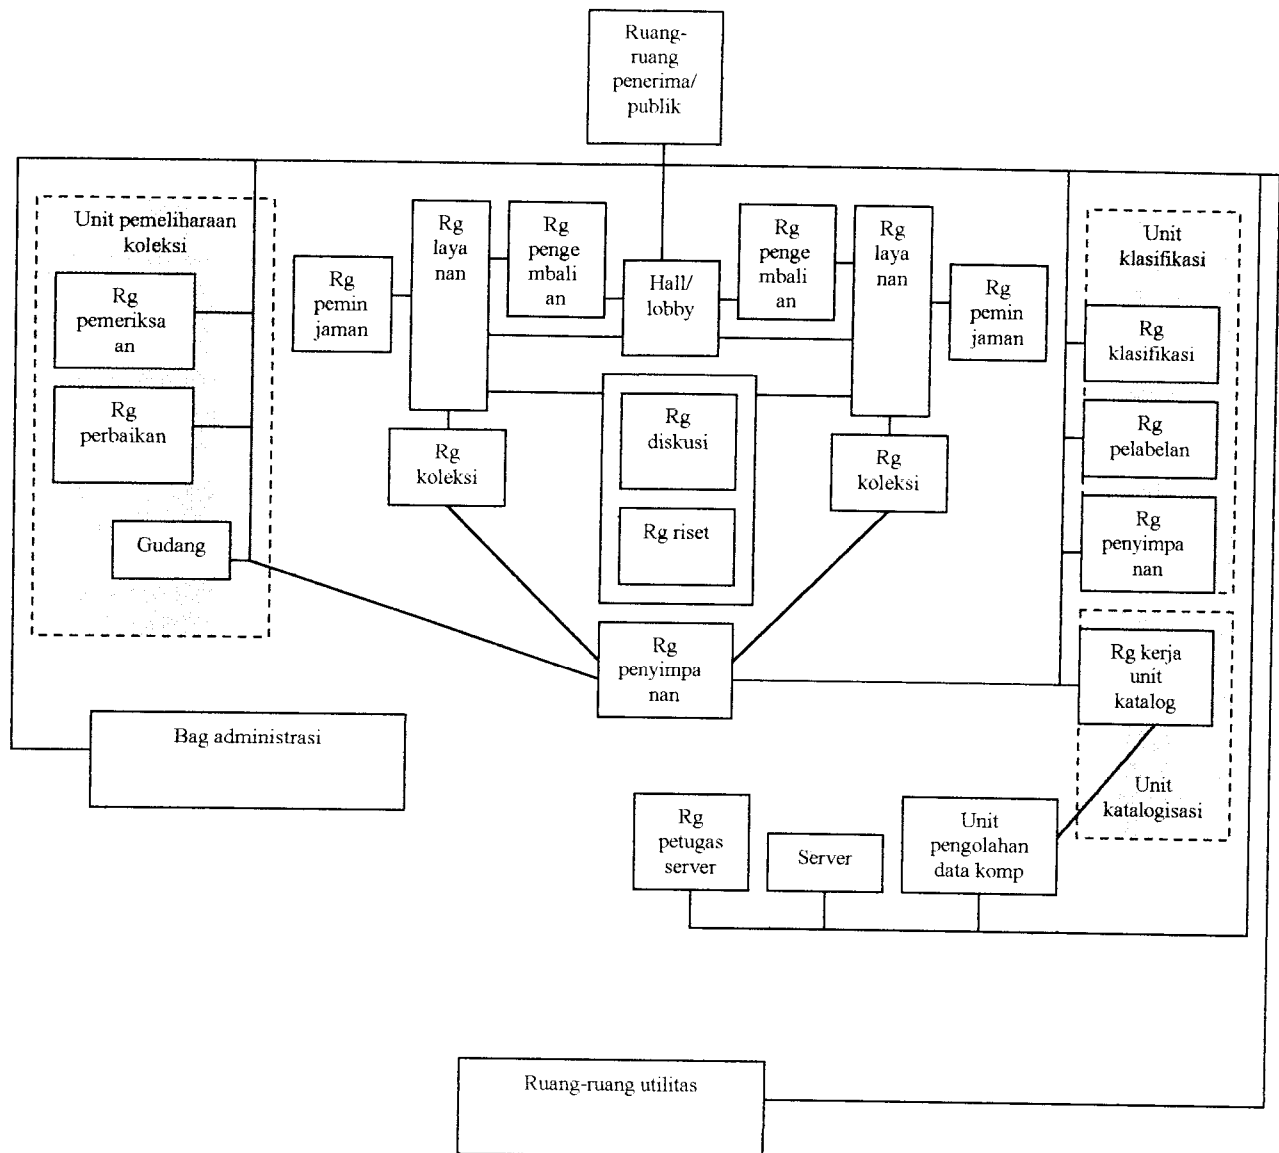 Ruang-
ruang
penerima/
publik
Unit pemeliharaan
koleksi
Rg
pemeriksa
an
Rg
perbaikan
Gudang
Rg
pemin
jaman
Rg
laya
nan
Rg
penge
mbali
an
Hall/
lobby
Rg
penge
mbali
an
Rg
laya
nan
Rg
pemin
jaman
Unit
klasifikasi
Rg
klasifikasi
Rg
pelabelan
Rg
penyimpa
nan
Rg
koleksi
Rg
diskusi
Rg riset
Rg
koleksi
Rg
penyimpa
nan
Rg kerja
unit
katalog
Unit
katalogisasi
Bag administrasi
Rg
petugas
server
Server
Unit
pengolahan
data komp
Ruang-ruang utilitas